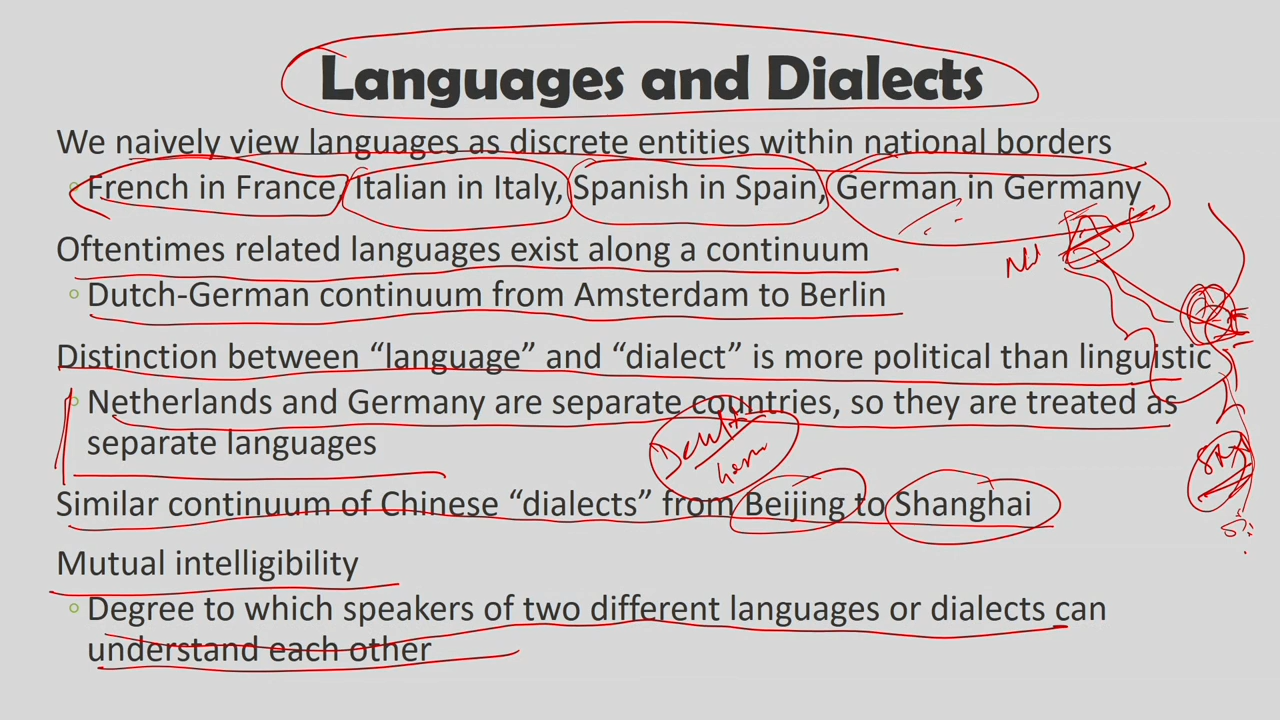 Languages and Dialects
We naively view languages as discrete entities within national borders
French in France, Italian in Italy, Spanish in Spain, German in Germany
Oftentimes related languages exist along a continuum
Dutch-German continuum from Amsterdam to Berlin
Distinction between “language” and “dialect” is more political than linguistic
Netherlands and Germany are separate countries, so they are treated as
separate languages
Similar continuum of Chinese “dialects” from Beijing to Shanghai
Mutual intelligibility
Degree to which speakers of two different languages or dialects can
understand each other